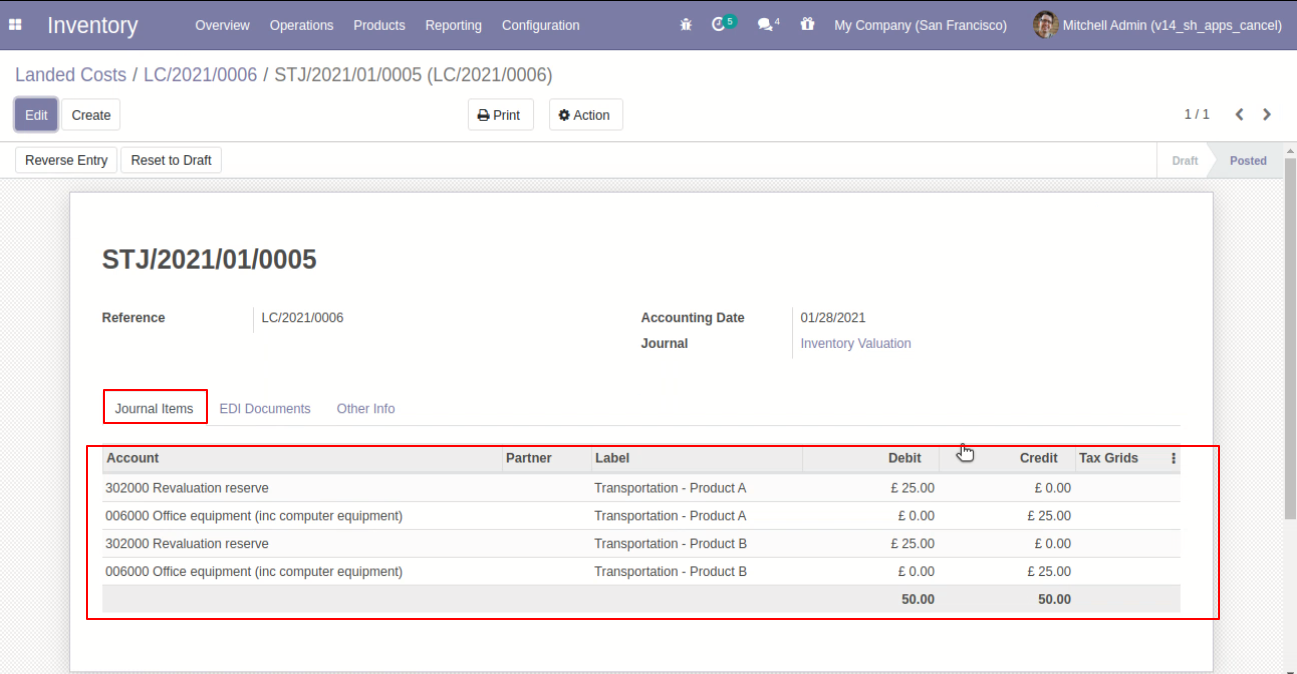 Inventory Overview Operations Products Reporting Configuration 5 4 My Company (San Francisco) Mitchell Admin (v14_sh_apps_cancel)
Landed Costs / LC/2021/0006 / STJ/2021/01/0005 (LC/2021/0006)
Edit Create Print Action 1 / 1
Reverse Entry Reset to Draft Draft Posted
STJ/2021/01/0005
Reference LC/2021/0006 Accounting Date 01/28/2021
Journal Inventory Valuation
Journal Items EDI Documents Other Info
Account Partner Label Debit Credit Tax Grids
302000 Revaluation reserve Transportation - Product A £ 25.00 £ 0.00
006000 Office equipment (inc computer equipment) Transportation - Product A £ 0.00 £ 25.00
302000 Revaluation reserve Transportation - Product B £ 25.00 £ 0.00
006000 Office equipment (inc computer equipment) Transportation - Product B £ 0.00 £ 25.00
50.00 50.00